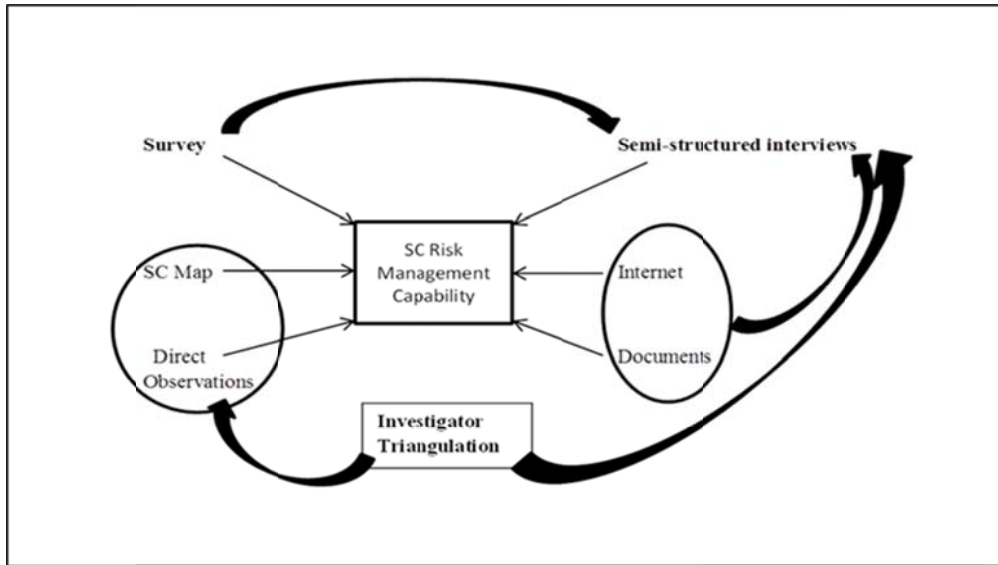 Survey
Semi-structured interviews
SC Risk
Management
Capability
SC Map
Internet
Direct
Observations
Documents
Investigator
Triangulation